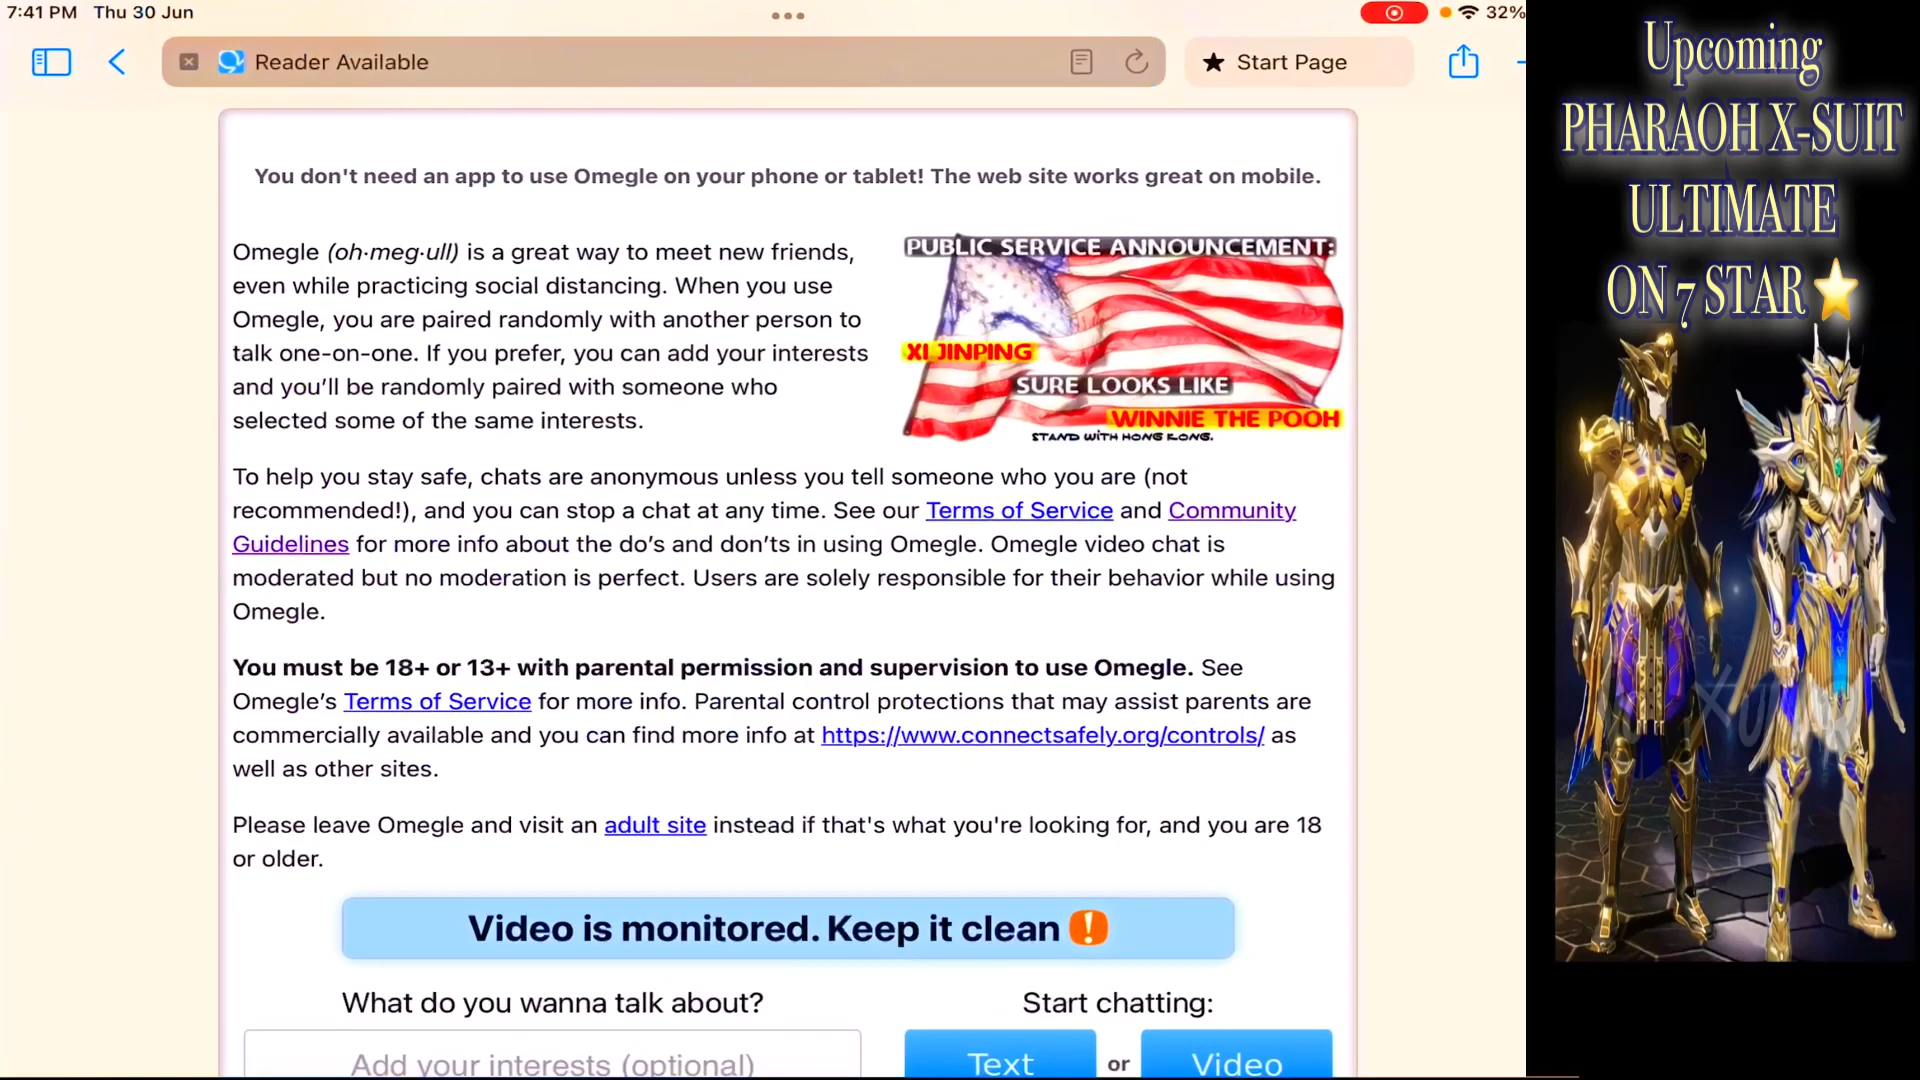 7:41 PM Thu 30 Jun
32%
Reader Available
Start Page
You don't need an app to use Omegle on your phone or tablet! The web site works great on mobile.
Omegle (oh·meg·ull) is a great way to meet new friends,
even while practicing social distancing. When you use
Omegle, you are paired randomly with another person to
talk one-on-one. If you prefer, you can add your interests
and you’ll be randomly paired with someone who
selected some of the same interests.
PUBLIC SERVICE ANNOUNCEMENT:
XI JINPING
SURE LOOKS LIKE
WINNIE THE POOH
STAND WITH HONG KONG.
To help you stay safe, chats are anonymous unless you tell someone who you are (not
recommended!), and you can stop a chat at any time. See our Terms of Service and Community
Guidelines for more info about the do’s and don’ts in using Omegle. Omegle video chat is
moderated but no moderation is perfect. Users are solely responsible for their behavior while using
Omegle.
You must be 18+ or 13+ with parental permission and supervision to use Omegle. See
Omegle’s Terms of Service for more info. Parental control protections that may assist parents are
commercially available and you can find more info at https://www.connectsafely.org/controls/ as
well as other sites.
Please leave Omegle and visit an adult site instead if that's what you're looking for, and you are 18
or older.
Video is monitored. Keep it clean !
What do you wanna talk about?
Start chatting:
Add your interests (optional)
Text or Video
Upcoming
PHARAOH X-SUIT
ULTIMATE
ON 7 STAR⭐